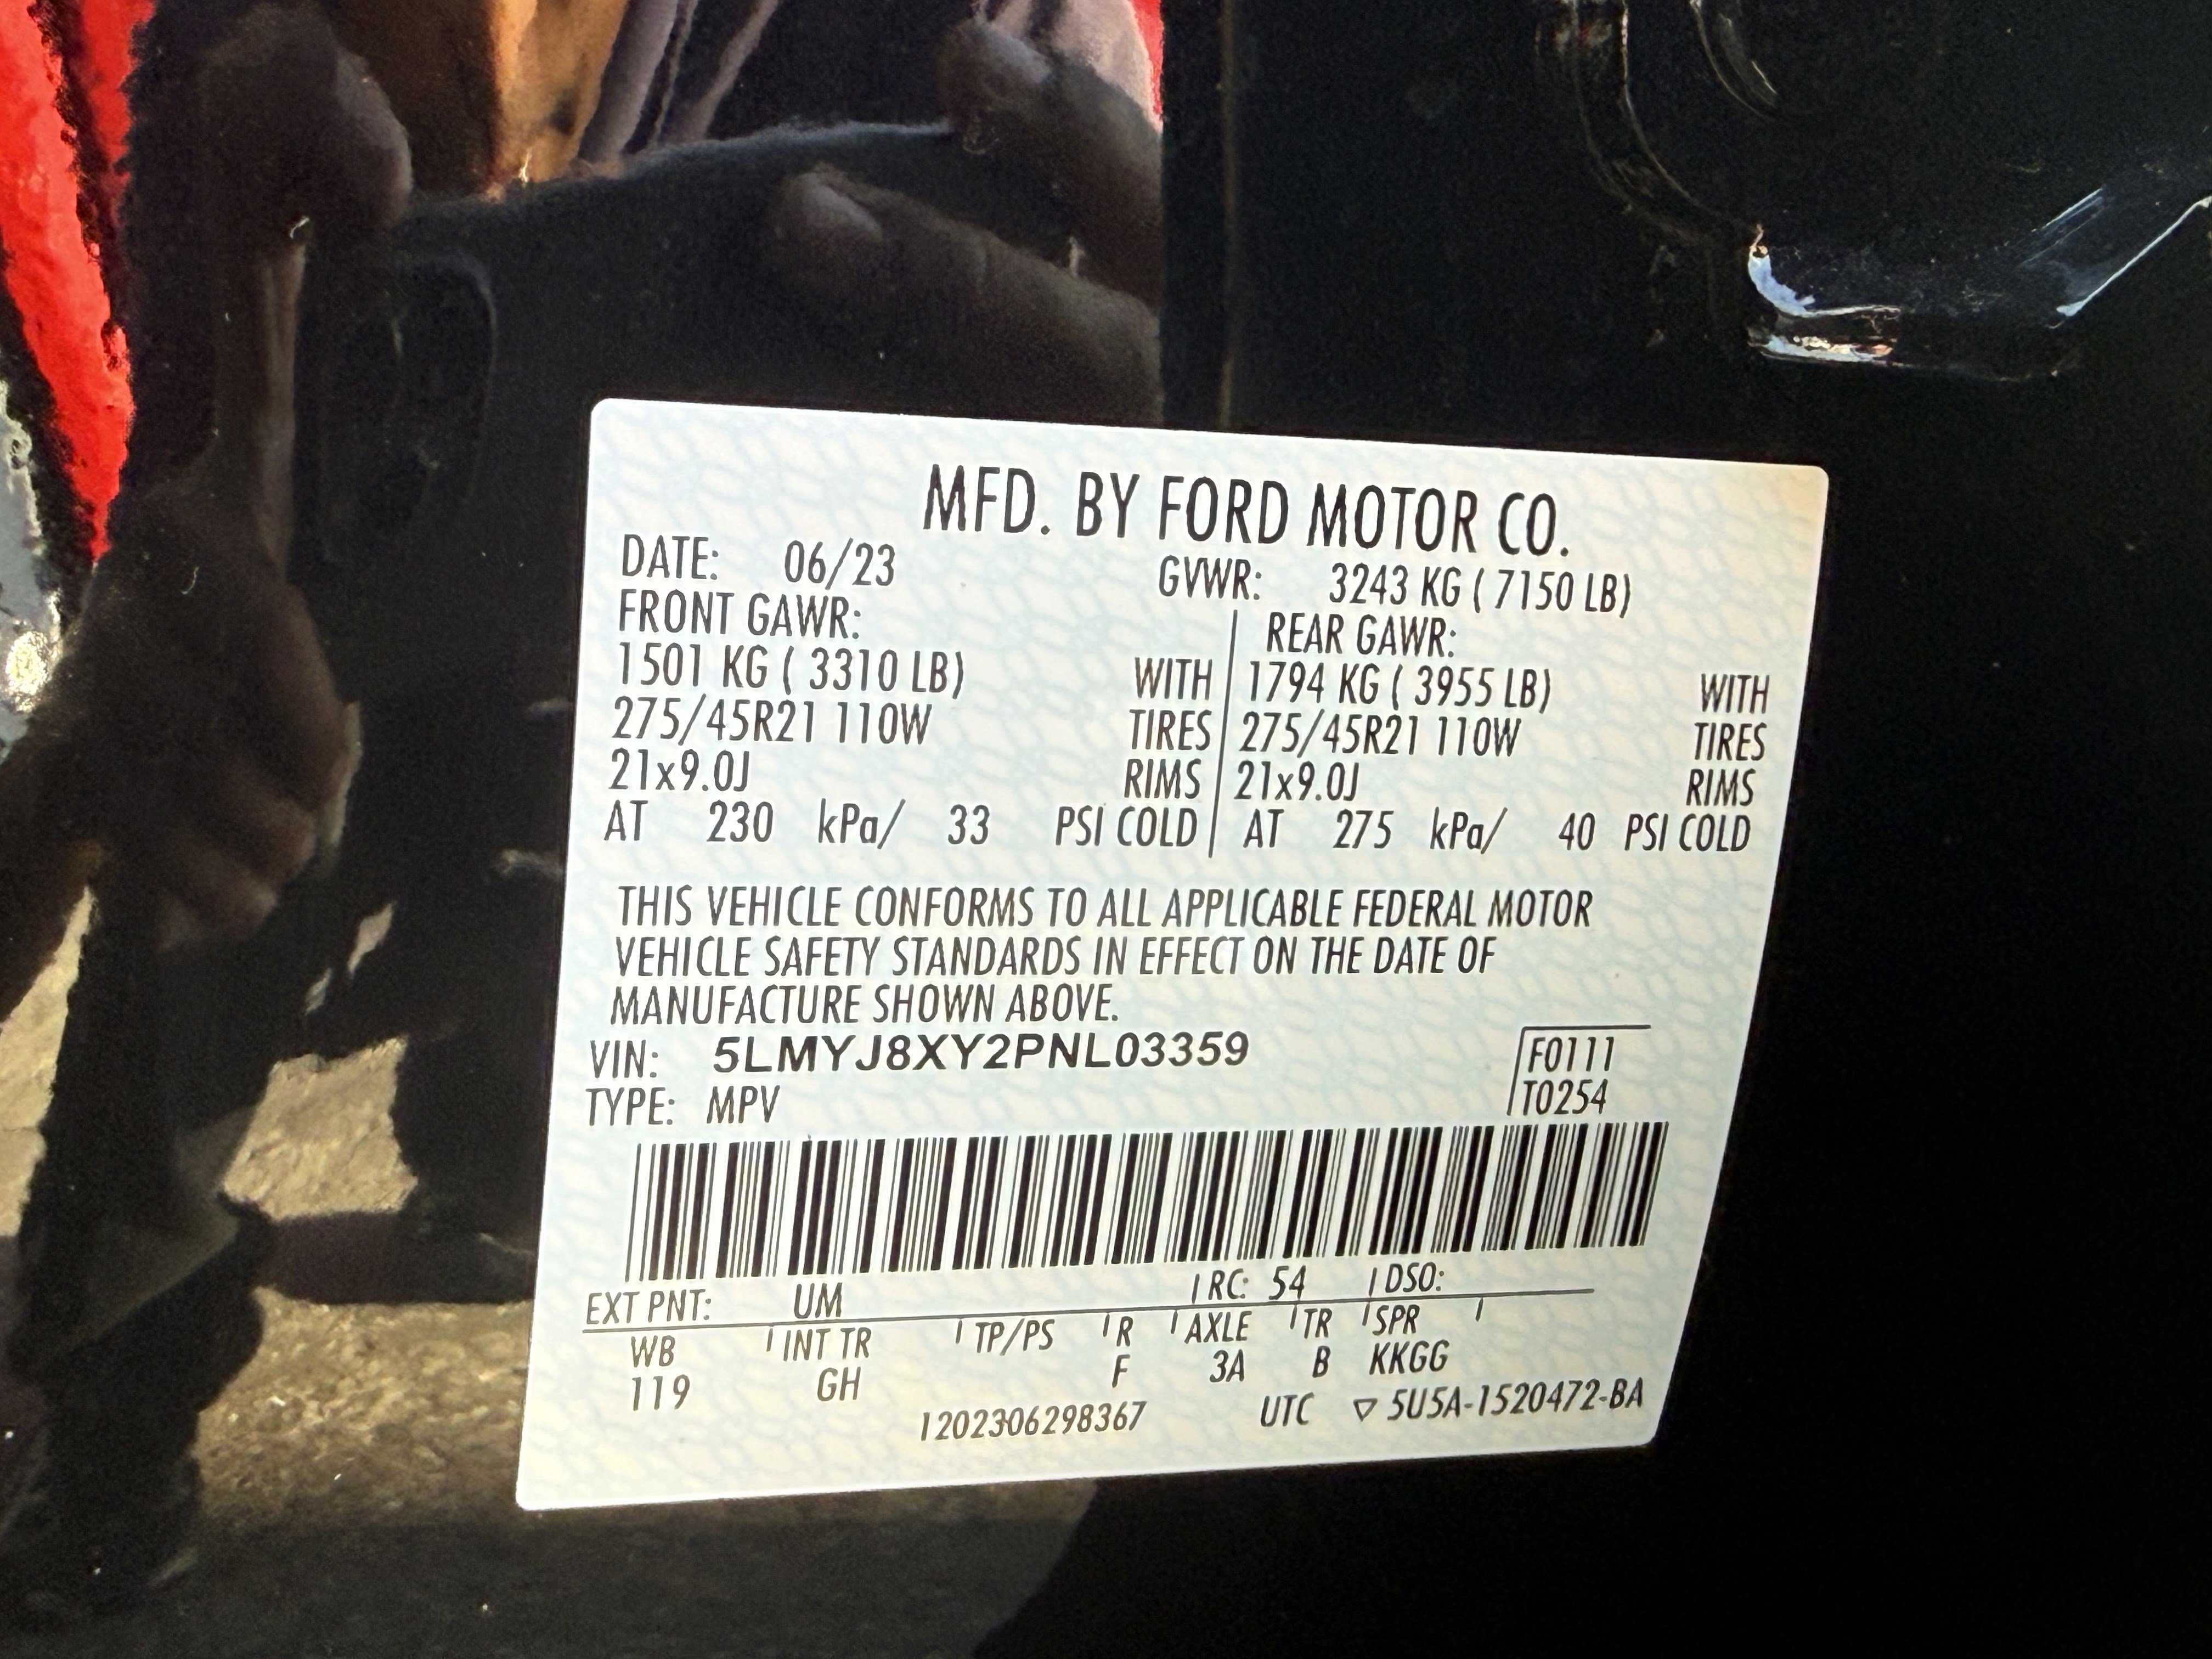 MFD. BY FORD MOTOR CO.
DATE: 06/23 GVWR: 3243 KG ( 7150 LB)
FRONT GAWR: REAR GAWR:
1501 KG ( 3310 LB) WITH 1794 KG ( 3955 LB) WITH
275/45R21 110W TIRES 275/45R21 110W TIRES
21x9.0J RIMS 21x9.0J RIMS
AT 230 kPa/ 33 PSI COLD AT 275 kPa/ 40 PSI COLD
THIS VEHICLE CONFORMS TO ALL APPLICABLE FEDERAL MOTOR
VEHICLE SAFETY STANDARDS IN EFFECT ON THE DATE OF
MANUFACTURE SHOWN ABOVE.
VIN: 5LMYJ8XY2PNL03359 F0111
TYPE: MPV T0254
EXT PNT: UM RC: 54 DSO:
WB INT TR TP/PS R AXLE TR SPR
119 GH F 3A B KKGG
1202306298367 UTC ▽ 5U5A-1520472-BA